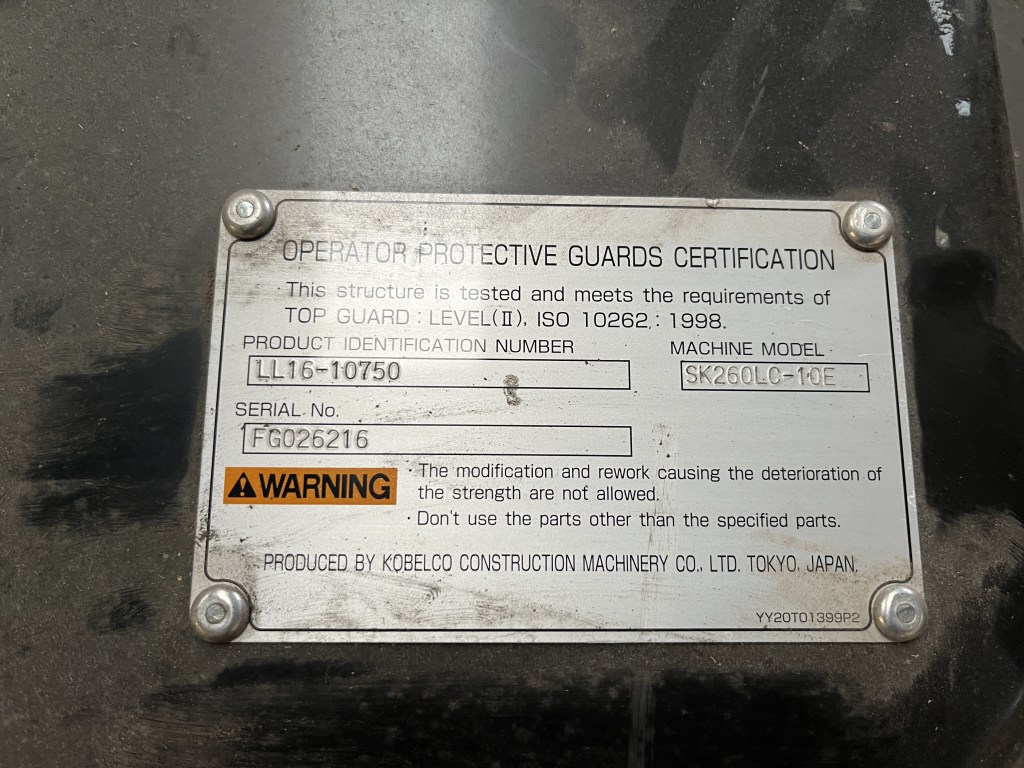 OPERATOR PROTECTIVE GUARDS CERTIFICATION
This structure is tested and meets the requirements of
TOP GUARD : LEVEL(Ⅱ), ISO 10262 : 1998.
PRODUCT IDENTIFICATION NUMBER
MACHINE MODEL
LL16-10750
SK260LC-10E
SERIAL No.
FG026216
WARNING
· The modification and rework causing the deterioration of
the strength are not allowed.
· Don't use the parts other than the specified parts.
PRODUCED BY KOBELCO CONSTRUCTION MACHINERY CO., LTD. TOKYO, JAPAN.
YY20T01399P2